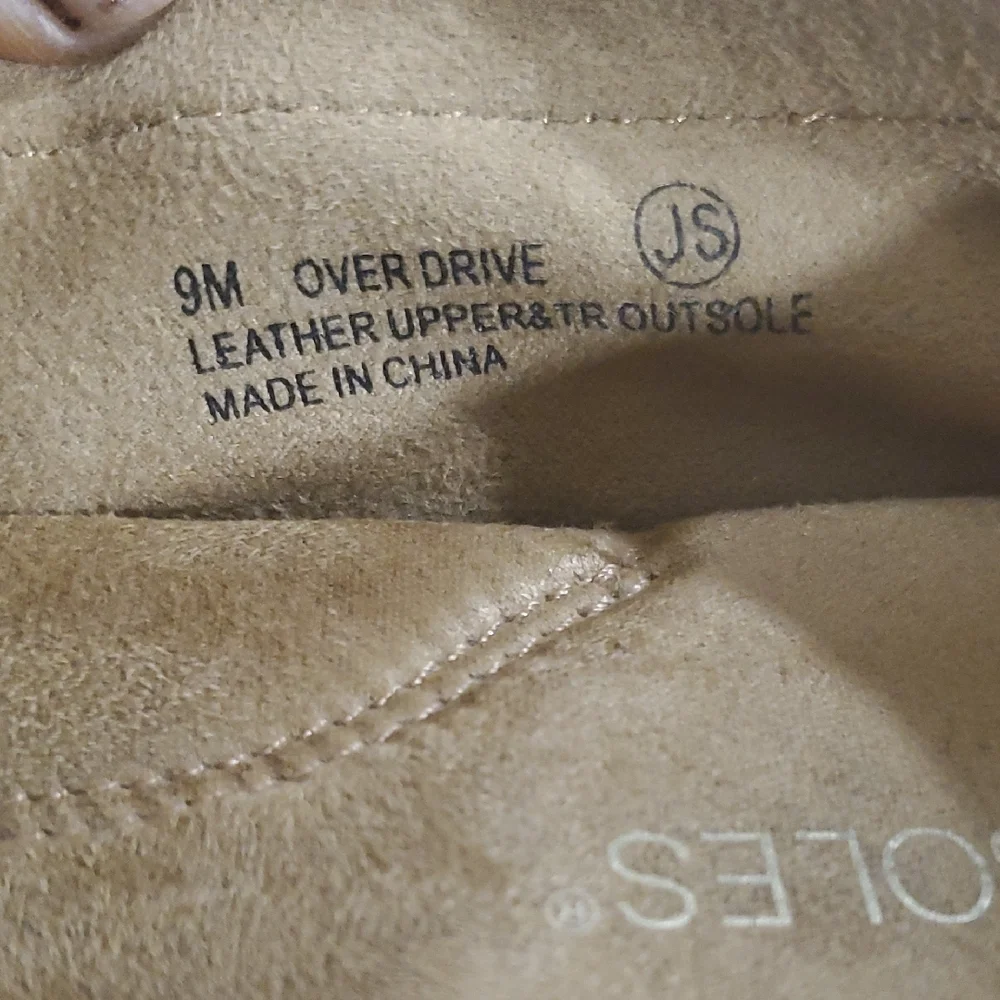 JS
9M OVER DRIVE
LEATHER UPPER&TR OUTSOLE
MADE IN CHINA
OLES®